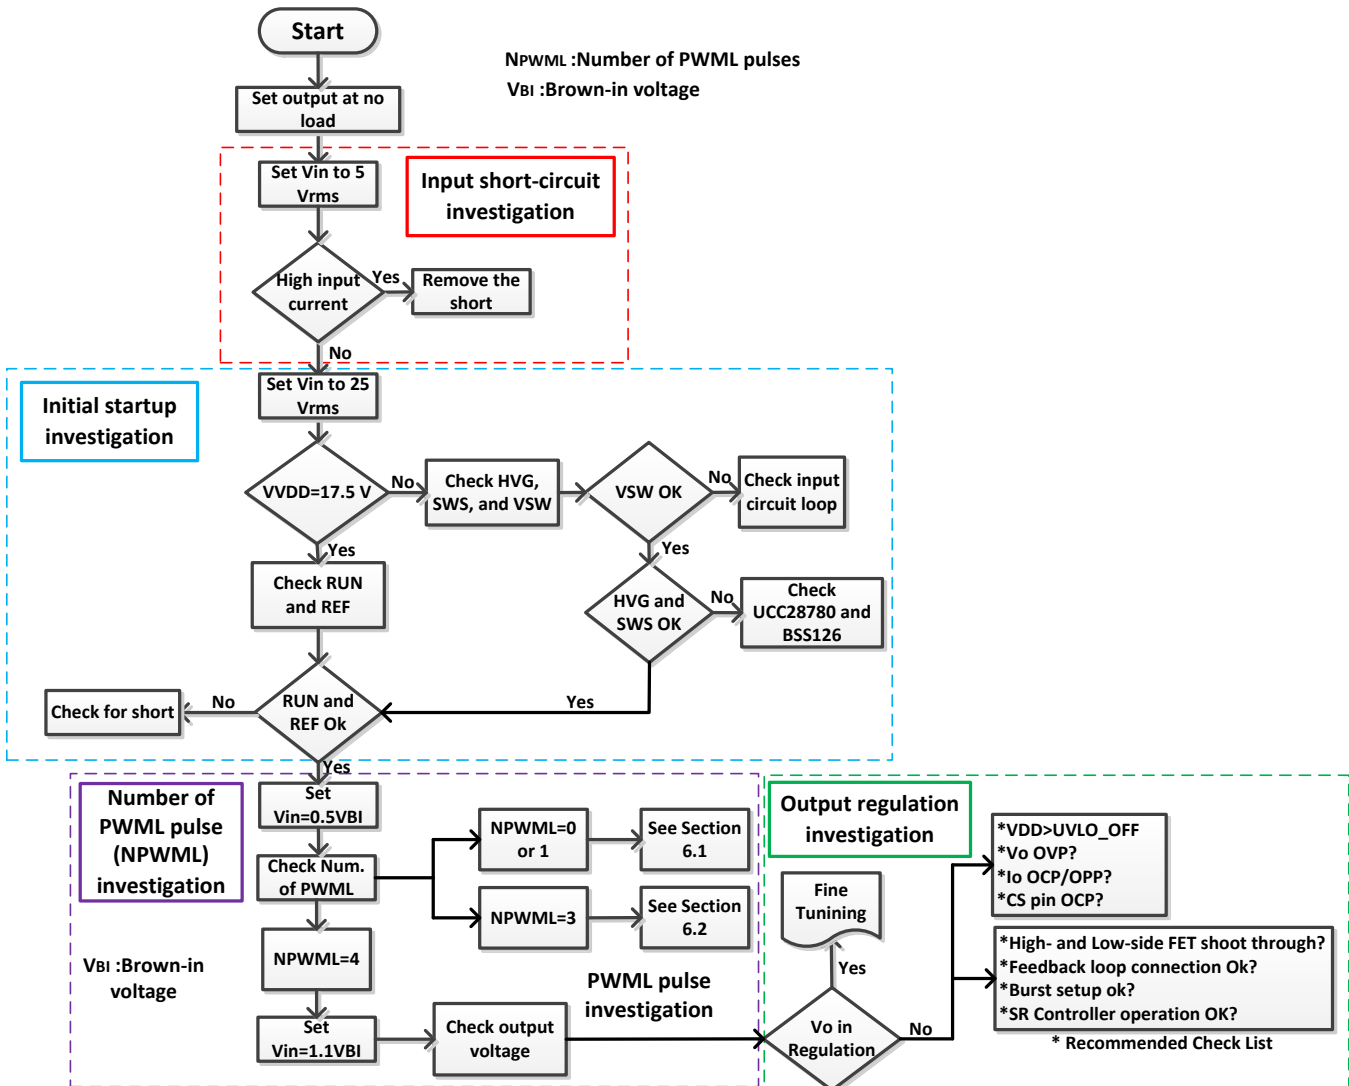 Start
NPWML :Number of PWML pulses
VBI :Brown-in voltage
Set output at no
load
Set Vin to 5
Vrms
Input short-circuit
investigation
High input
current
Yes
Remove the
short
No
Set Vin to 25
Vrms
Initial startup
investigation
VVDD=17.5 V
No
Check HVG,
SWS, and VSW
VSW OK
No
Check input
circuit loop
Yes
Yes
Check RUN
and REF
HVG and
SWS OK
No
Check
UCC28780 and
BSS126
Check for short
No
RUN and
REF Ok
Yes
Yes
Number of
PWML pulse
(NPWML)
investigation
Set
Vin=0.5VBI
Check Num.
of PWML
NPWML=0
or 1
See Section
6.1
NPWML=3
See Section
6.2
NPWML=4
VBI :Brown-in
voltage
Set
Vin=1.1VBI
Check output
voltage
PWML pulse
investigation
Output regulation
investigation
Fine
Tunining
Yes
Vo in
Regulation
No
*VDD>UVLO_OFF
*Vo OVP?
*Io OCP/OPP?
*CS pin OCP?
*High- and Low-side FET shoot through?
*Feedback loop connection Ok?
*Burst setup ok?
*SR Controller operation OK?
* Recommended Check List